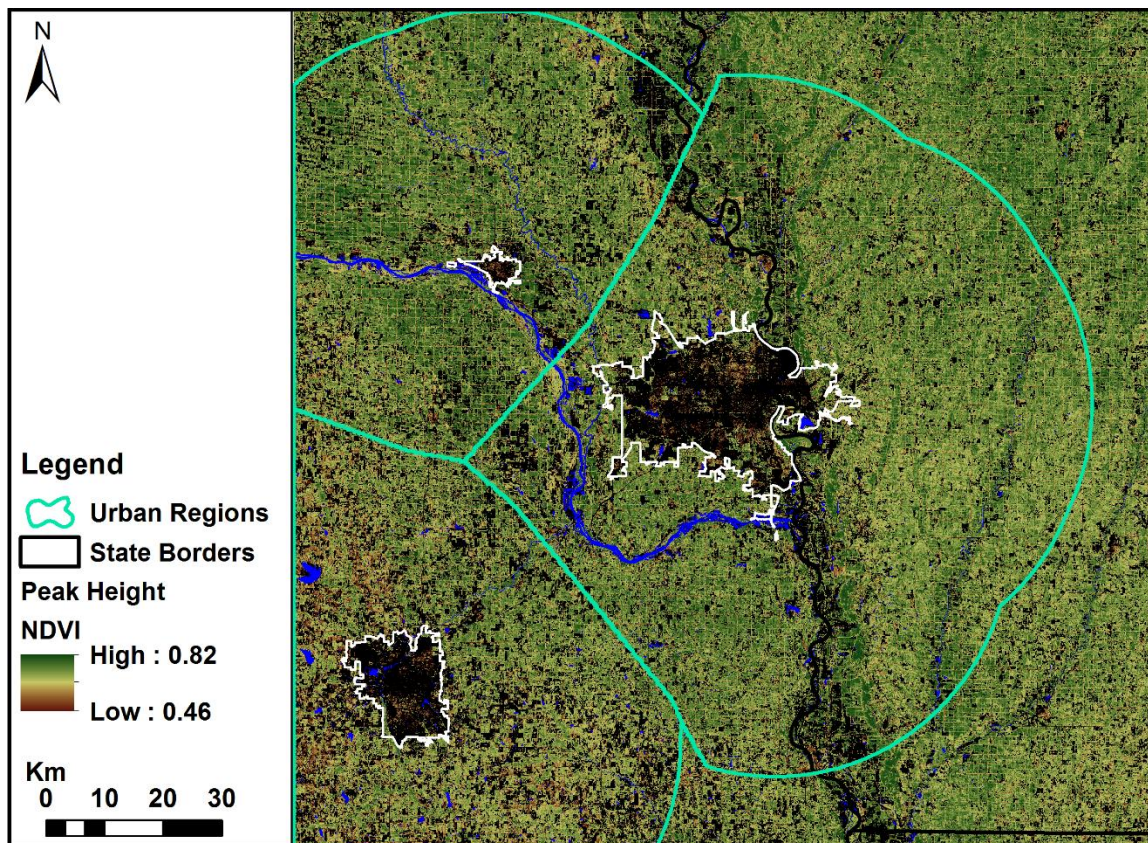 N
Legend
Urban Regions
State Borders
Peak Height
NDVI
High : 0.82
Low : 0.46
Km
0 10 20 30